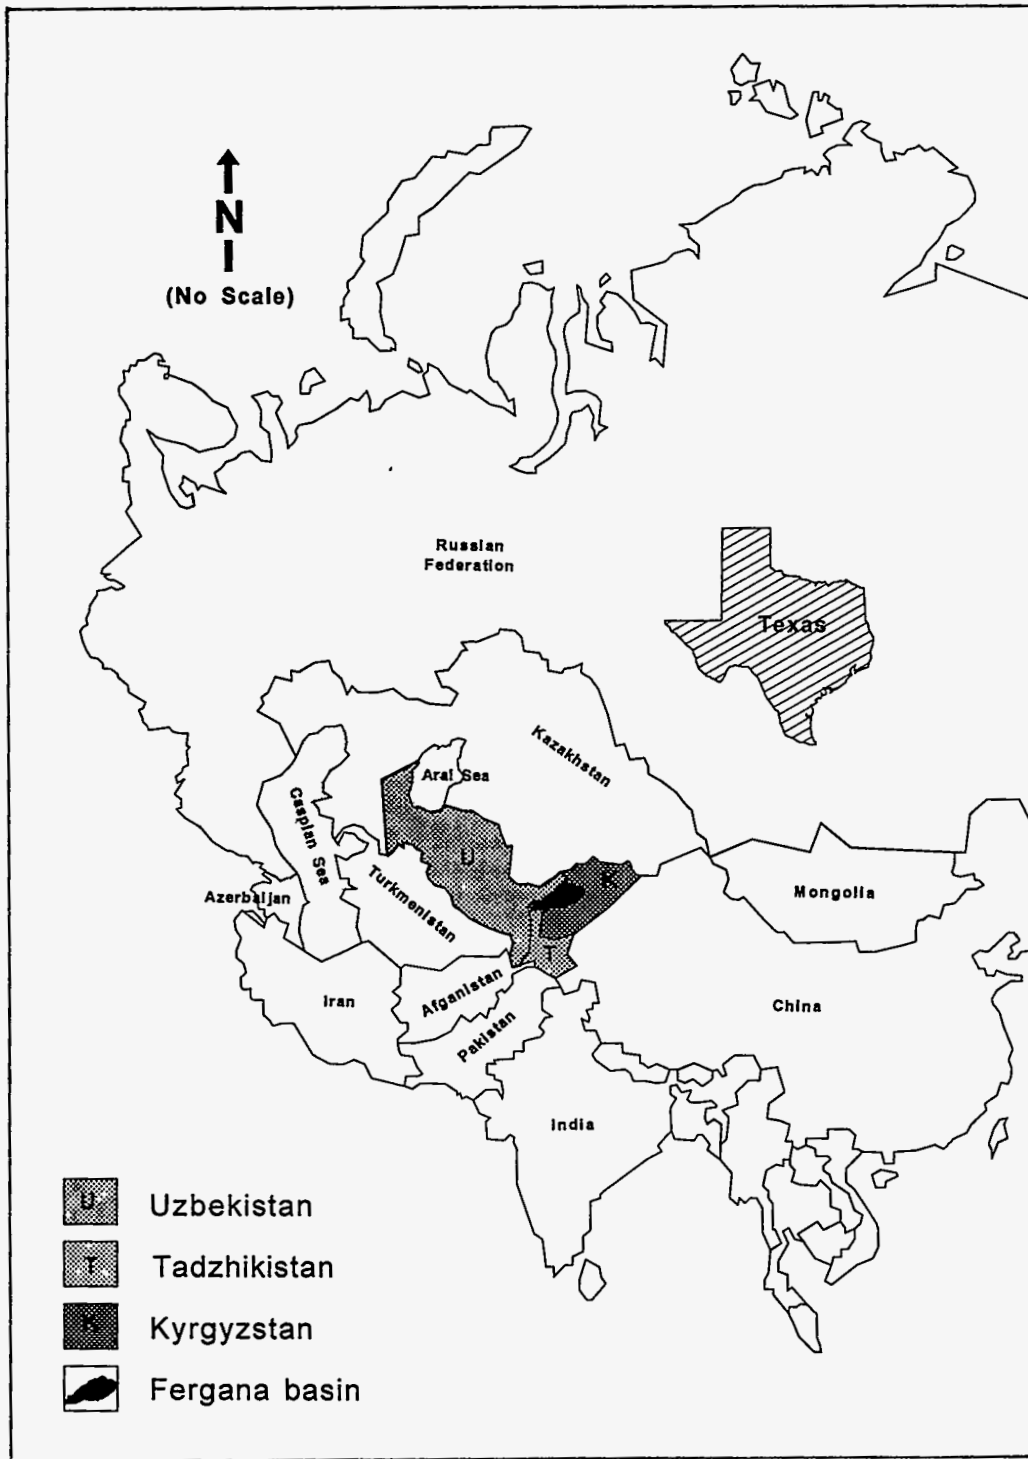 N
(No Scale)
Russian
Federation
Texas
Kazakhstan
Aral Sea
Caspian Sea
U
K
Turkmenistan
Azerbaijan
Mongolia
T
Iran
Afganistan
Pakistan
China
India
U
Uzbekistan
T
Tadzhikistan
K
Kyrgyzstan
Fergana basin